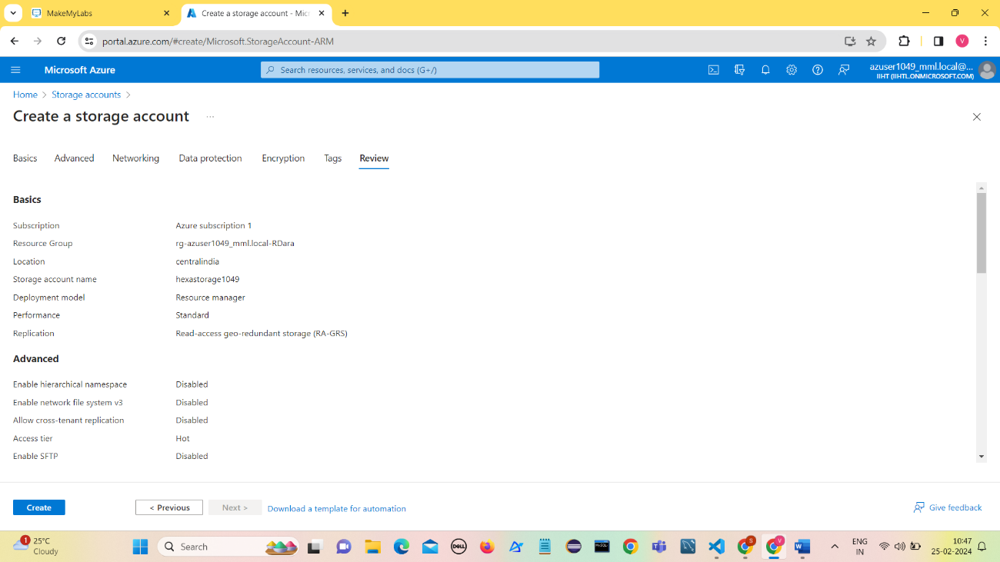 MakeMyLabs
Create a storage account - Micr
portal.azure.com/#create/Microsoft.StorageAccount-ARM
V
Microsoft Azure
Search resources, services, and docs (G+/)
azuser1049_mml.local@...
IIHT (IIHTL.ONMICROSOFT.COM)
Home > Storage accounts >
Create a storage account ...
Basics Advanced Networking Data protection Encryption Tags Review
Basics
Subscription Azure subscription 1
Resource Group rg-azuser1049_mml.local-RDara
Location centralindia
Storage account name hexastorage1049
Deployment model Resource manager
Performance Standard
Replication Read-access geo-redundant storage (RA-GRS)
Advanced
Enable hierarchical namespace Disabled
Enable network file system v3 Disabled
Allow cross-tenant replication Disabled
Access tier Hot
Enable SFTP Disabled
Create < Previous Next > Download a template for automation Give feedback
1 25°C
Cloudy
Search
DELL
S
V
W
ENG
IN
10:47
25-02-2024